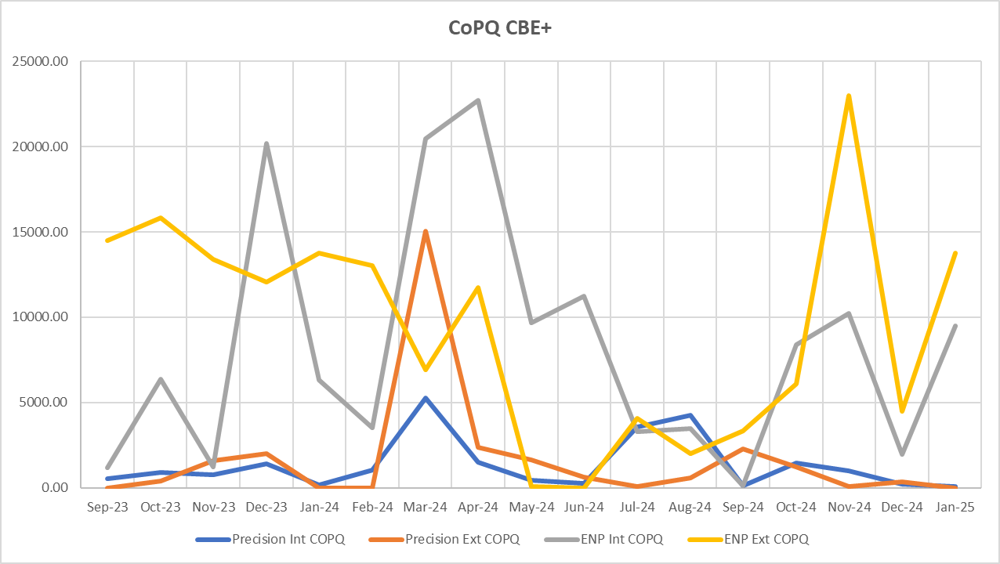 CoPQ CBE+
25000.00
20000.00
15000.00
10000.00
5000.00
0.00
Sep-23 Oct-23 Nov-23 Dec-23 Jan-24 Feb-24 Mar-24 Apr-24 May-24 Jun-24 Jul-24 Aug-24 Sep-24 Oct-24 Nov-24 Dec-24 Jan-25
Precision Int COPQ Precision Ext COPQ ENP Int COPQ ENP Ext COPQ